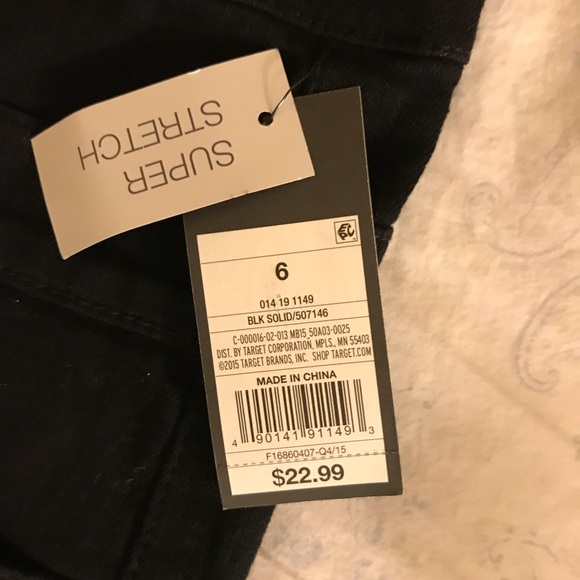 SUPER
STRETCH
6
014 19 1149
BLK SOLID/507146
C-000016-02-013 MB15_50A03-0025
DIST. BY TARGET CORPORATION, MPLS., MN 55403
©2015 TARGET BRANDS, INC. SHOP TARGET.COM
MADE IN CHINA
4 90141 91149 3
F16860407-Q4/15
$22.99